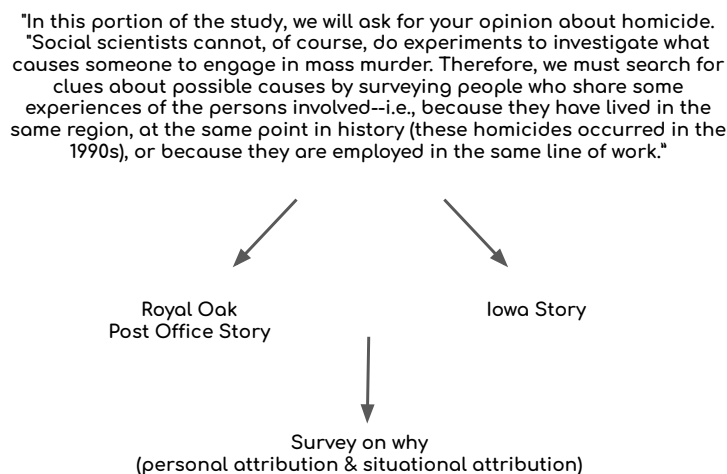 "In this portion of the study, we will ask for your opinion about homicide.
"Social scientists cannot, of course, do experiments to investigate what
causes someone to engage in mass murder. Therefore, we must search for
clues about possible causes by surveying people who share some
experiences of the persons involved--i.e., because they have lived in the
same region, at the same point in history (these homicides occurred in the
1990s), or because they are employed in the same line of work."
Royal Oak
Post Office Story
Iowa Story
Survey on why
(personal attribution & situational attribution)